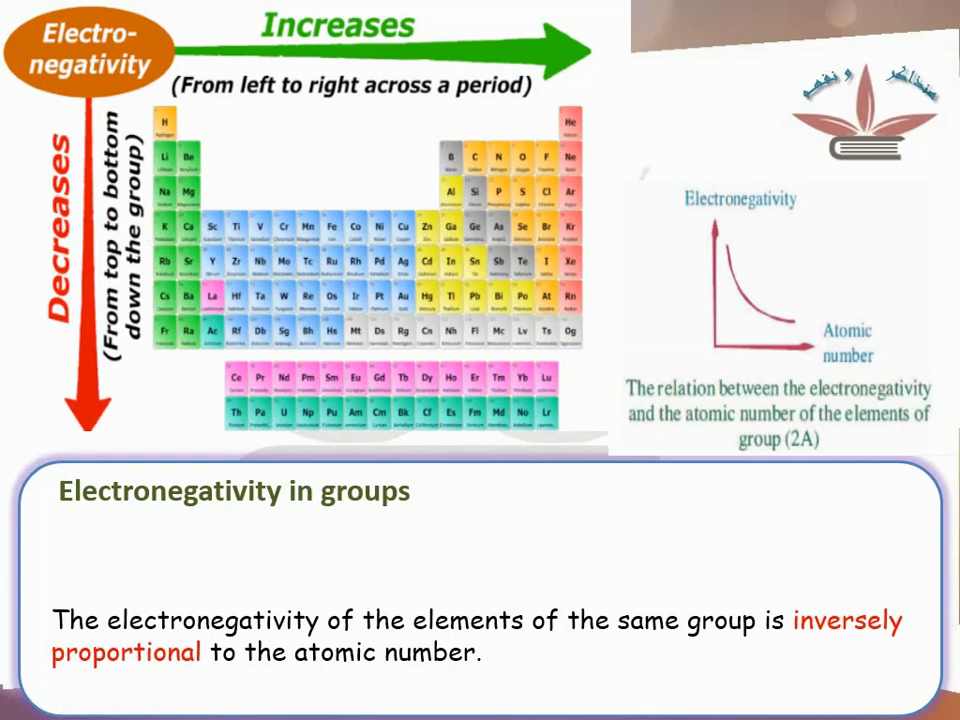 Electro-
negativity
Increases
(From left to right across a period)
Decreases
(From top to bottom
down the group)
H He
Li Be B C N O F Ne
Na Mg Al Si P S Cl Ar
K Ca Sc Ti V Cr Mn Fe Co Ni Cu Zn Ga Ge As Se Br Kr
Rb Sr Y Zr Nb Mo Tc Ru Rh Pd Ag Cd In Sn Sb Te I Xe
Cs Ba La Hf Ta W Re Os Ir Pt Au Hg Tl Pb Bi Po At Rn
Fr Ra Ac Rf Db Sg Bh Hs Mt Ds Rg Cn Nh Fl Mc Lv Ts Og
Ce Pr Nd Pm Sm Eu Gd Tb Dy Ho Er Tm Yb Lu
Th Pa U Np Pu Am Cm Bk Cf Es Fm Md No Lr
هنذاكر و نفهم
Electronegativity
Atomic
number
The relation between the electronegativity
and the atomic number of the elements of
group (2A)
Electronegativity in groups
The electronegativity of the elements of the same group is inversely
proportional to the atomic number.